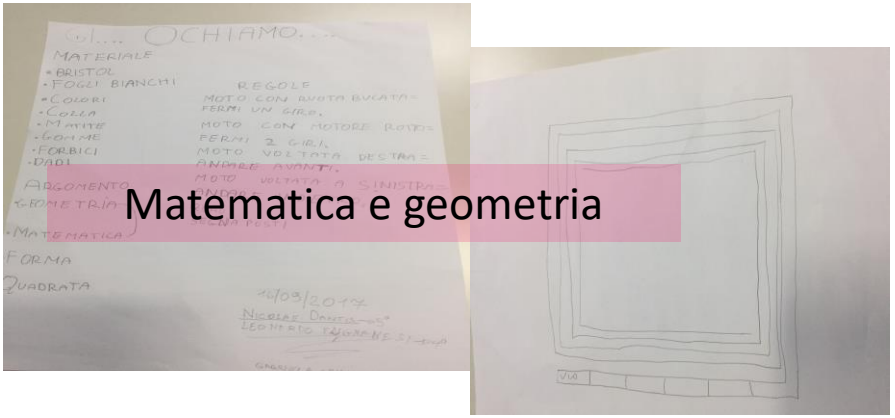 OCHIAMO.....
MATERIALE
• BRISTOL
• FOGLI BIANCHI
• COLORI
• COLLA
• MATITE
• GOMME
• FORBICI
• DADI
ARGOMENTO
• GEOMETRIA
• MATEMATICA
FORMA
QUADRATA
REGOLE
MOTO CON RUOTA BUCATA=
FERMI UN GIRO.
MOTO CON MOTORE ROTTO=
FERMI 2 GIRI.
MOTO VOLTATA DESTRA=
ANDARE AVANTI.
MOTO VOLTATA A SINISTRA=
Matematica e geometria
16/09/2017
VIA